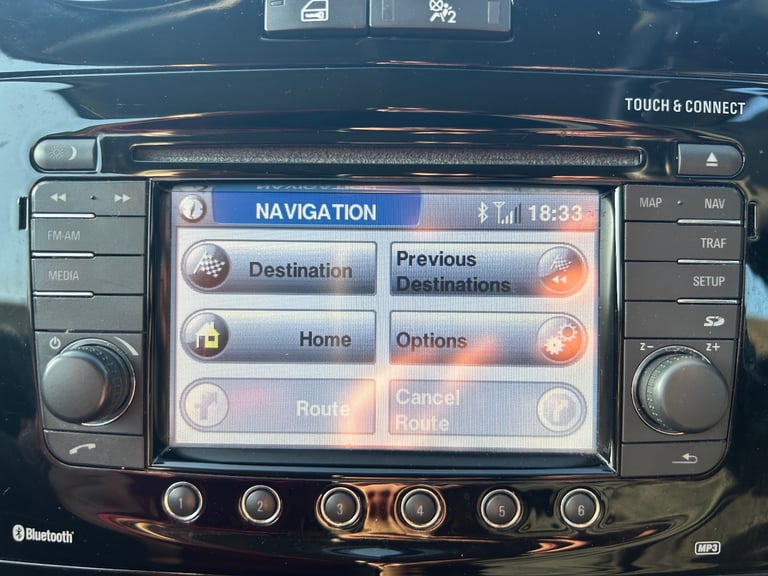 2
TOUCH & CONNECT
NAVIGATION
18:33
MAP · NAV
FM-AM
TRAF
MEDIA
SETUP
Destination
Previous
Destinations
Home
Options
Route
Cancel
Route
z− z+
1 2 3 4 5 6
Bluetooth
MP3